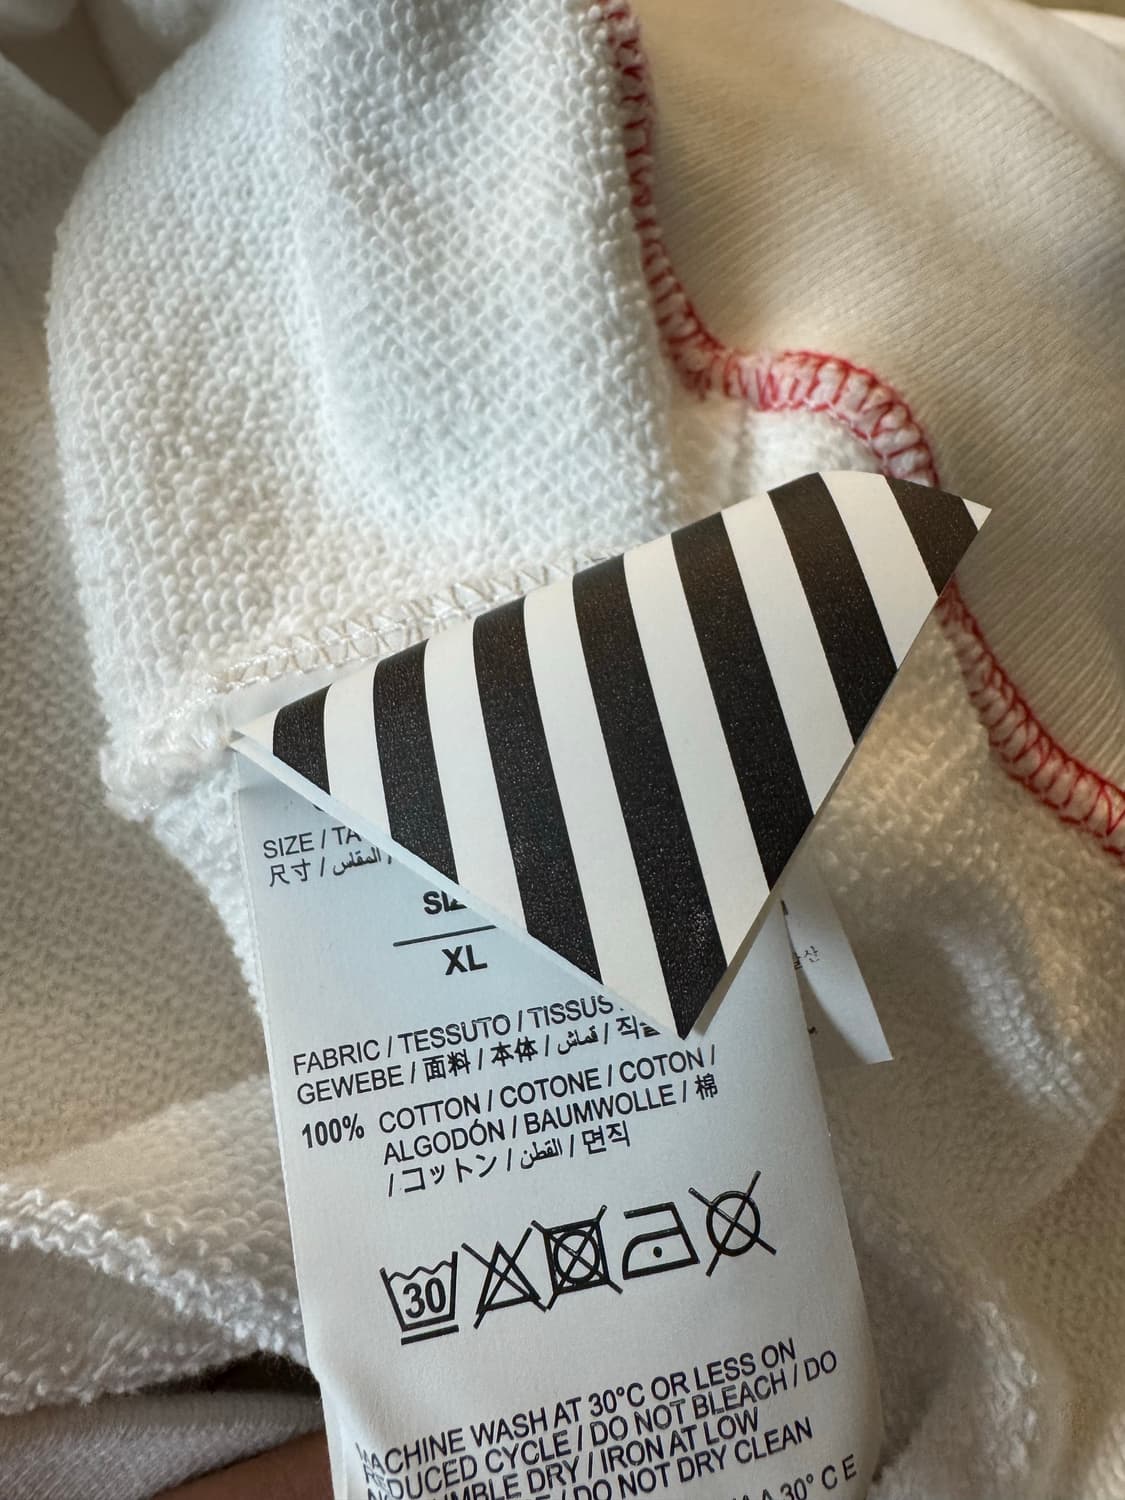 SIZE / TA
尺寸 / المقاس /
XL
FABRIC / TESSUTO / TISSUS
GEWEBE / 面料 / 本体 / قماش /
100% COTTON / COTONE / COTON /
ALGODÓN / BAUMWOLLE / 棉
/ コットン / القطن / 면직
30
MACHINE WASH AT 30°C OR LESS ON
REDUCED CYCLE / DO NOT BLEACH / DO
IRON AT LOW
DO NOT DRY CLEAN
A 30° C E